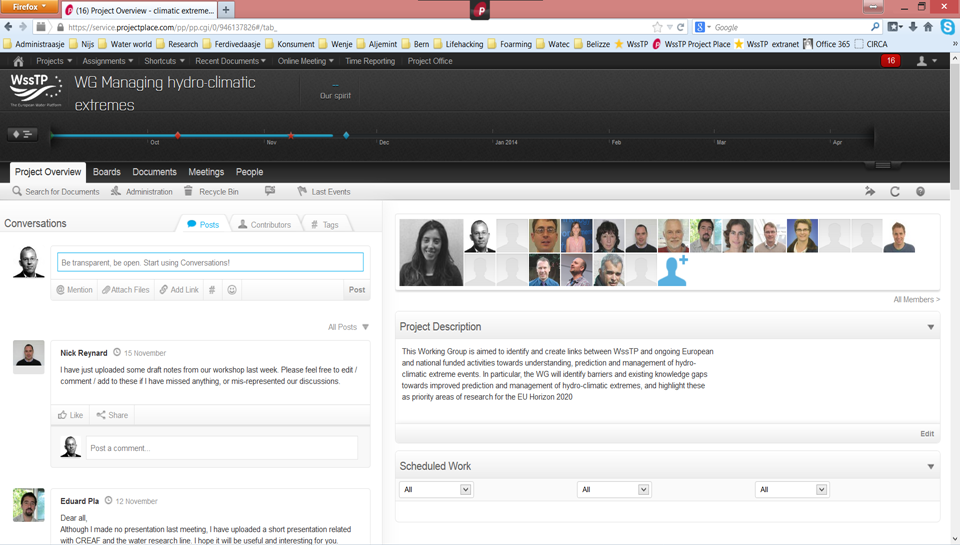 Firefox
(16) Project Overview - climatic extreme...
https://service.projectplace.com/pp/pp.cgi/0/946137826#/tab_
Google
Administraasje Nijs Water world Research Ferdivedaasje Konsument Wenje Aljemint Bern Lifehacking Foarming Watec Belizze WssTP WssTP Project Place WssTP extranet Office 365 CIRCA
Projects Assignments Shortcuts Recent Documents Online Meeting Time Reporting Project Office
16
WssTP
The European Water Platform
WG Managing hydro-climatic
extremes
Our spirit
Oct Nov Dec Jan 2014 Feb Mar Apr
Project Overview Boards Documents Meetings People
Search for Documents Administration Recycle Bin Last Events
Conversations
Posts Contributors # Tags
Be transparent, be open. Start using Conversations!
@ Mention Attach Files Add Link # Post
All Posts
Nick Reynard 15 November
I have just uploaded some draft notes from our workshop last week. Please feel free to edit /
comment / add to these if I have missed anything, or mis-represented our discussions.
Like Share
Post a comment...
Eduard Pla 12 November
Dear all,
Although I made no presentation last meeting, I have uploaded a short presentation related
with CREAF and the water research line. I hope it will be useful and interesting for you.
All Members >
Project Description
This Working Group is aimed to identify and create links between WssTP and ongoing European
and national funded activities towards understanding, prediction and management of hydro-
climatic extreme events. In particular, the WG will identify barriers and existing knowledge gaps
towards improved prediction and management of hydro-climatic extremes, and highlight these
as priority areas of research for the EU Horizon 2020
Edit
Scheduled Work
All All All